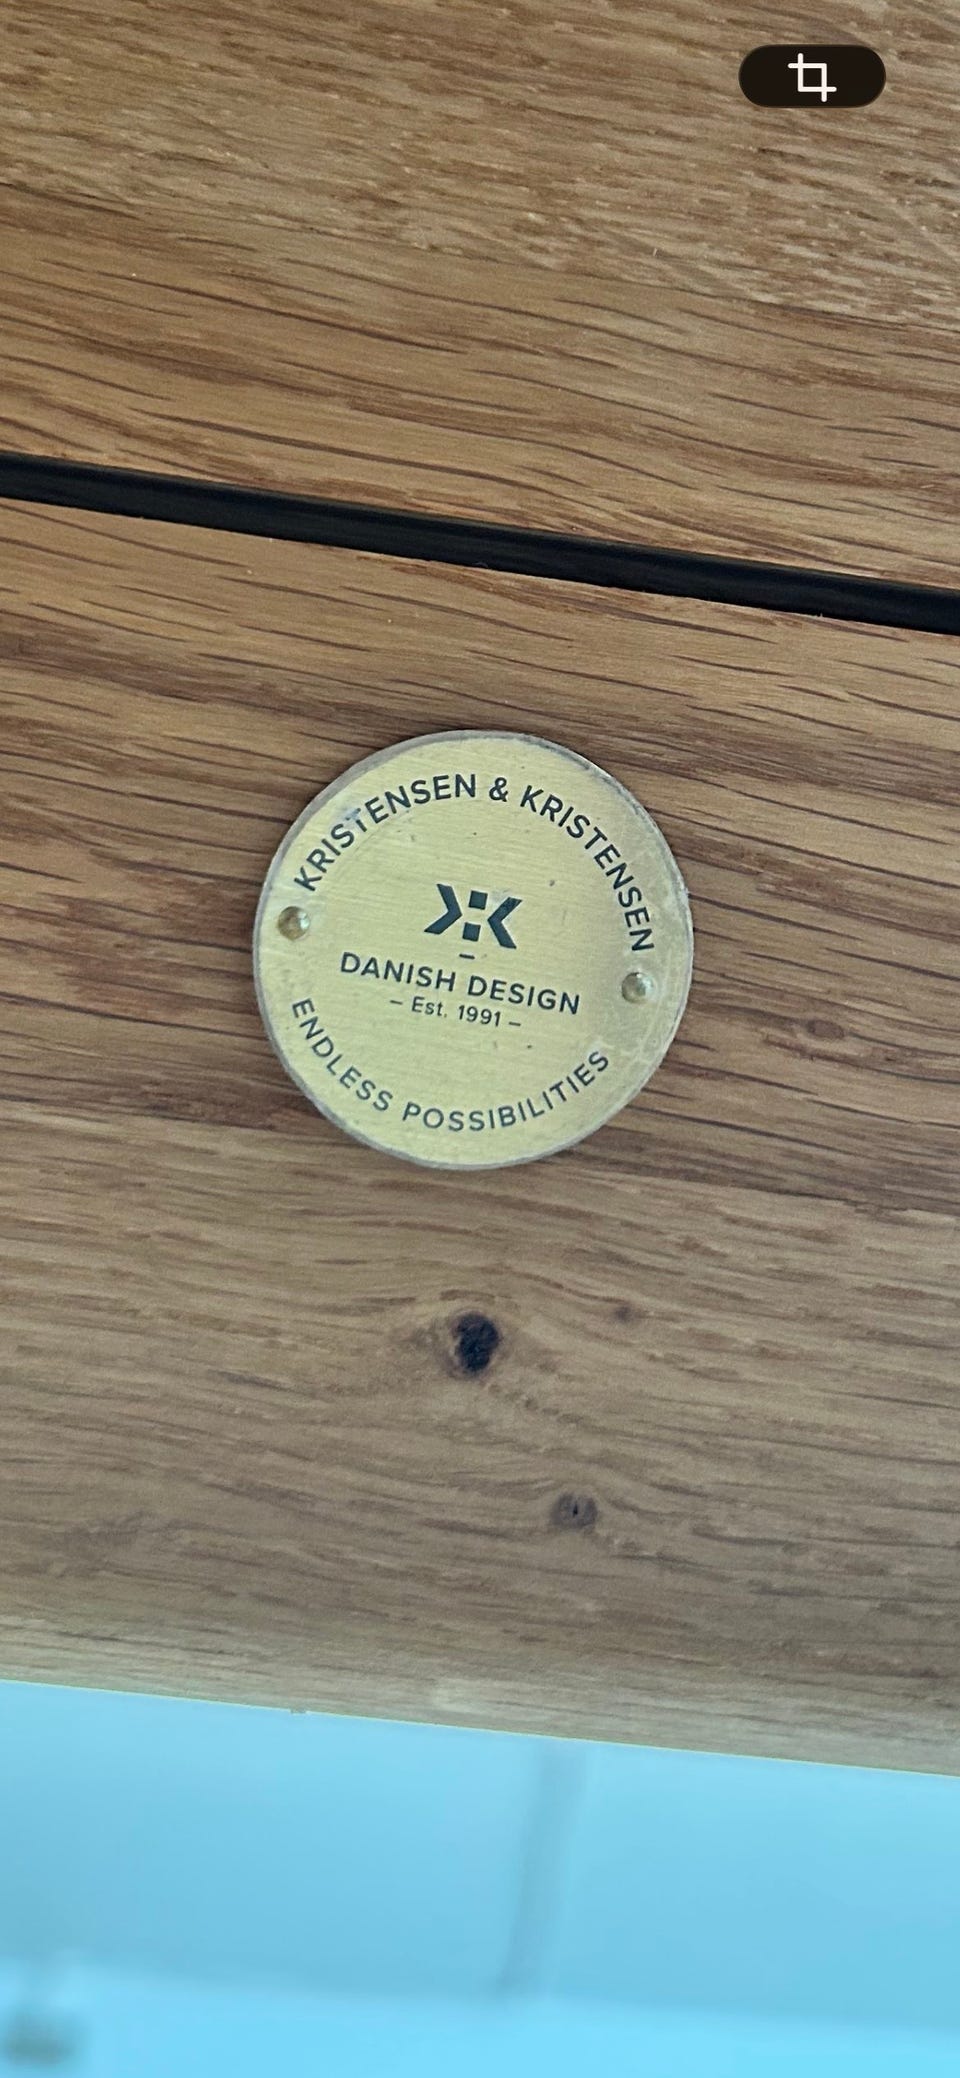 KRISTENSEN & KRISTENSEN
DANISH DESIGN
– Est. 1991 –
ENDLESS POSSIBILITIES